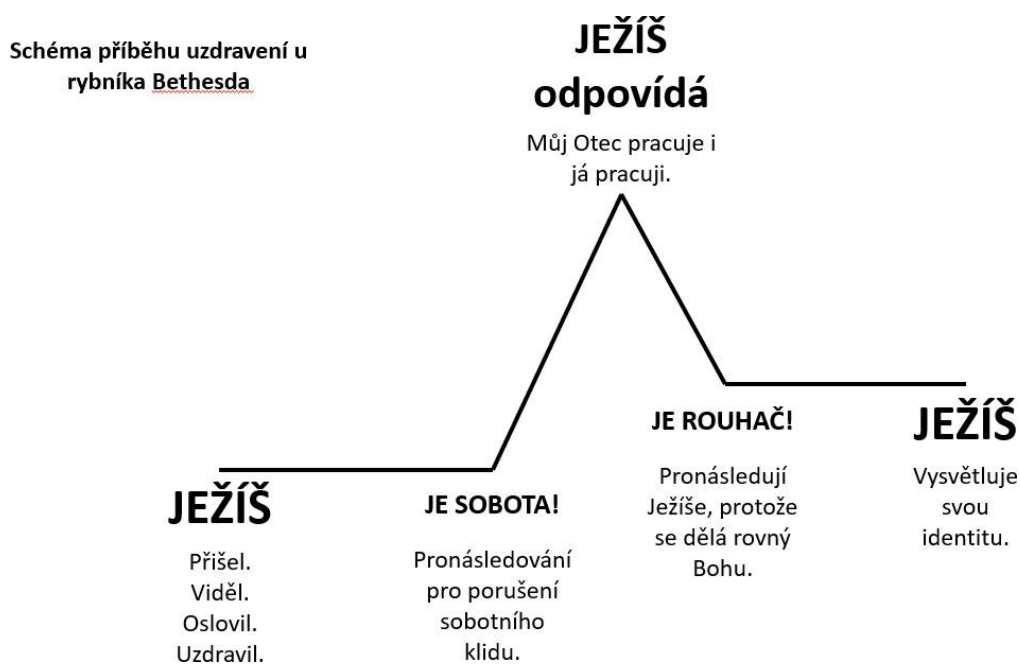 Schéma příběhu uzdravení u
rybníka Bethesda
JEŽÍŠ
odpovídá
Můj Otec pracuje i
já pracuji.
JEŽÍŠ
Přišel.
Viděl.
Oslovil.
Uzdravil.
JE SOBOTA!
Pronásledování
pro porušení
sobotního
klidu.
JE ROUHAČ!
Pronásledují
Ježíše, protože
se dělá rovný
Bohu.
JEŽÍŠ
Vysvětluje
svou
identitu.